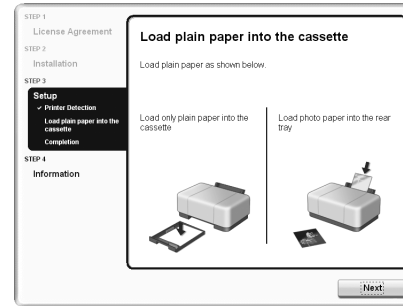 STEP 1
License Agreement
STEP 2
Installation
STEP 3
Setup
✓ Printer Detection
Load plain paper into the
cassette
Completion
STEP 4
Information
Load plain paper into the cassette
Load plain paper as shown below.
Load only plain paper into the
cassette
Load photo paper into the rear
tray
Next